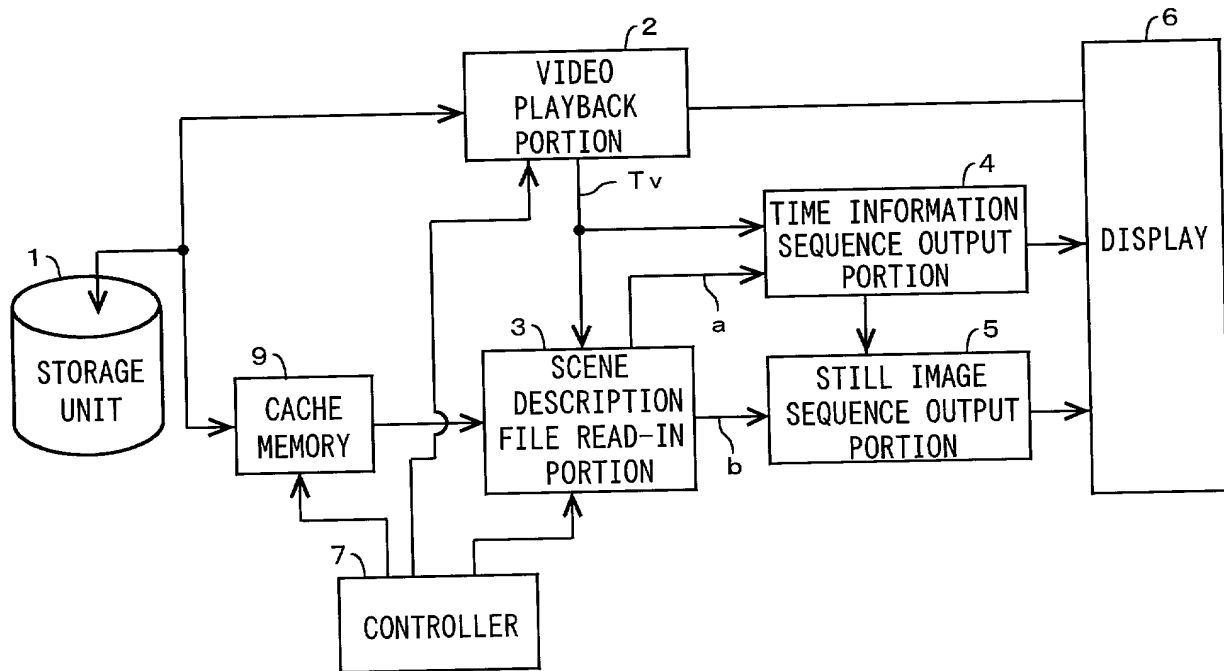 2
VIDEO
PLAYBACK
PORTION
6
DISPLAY
Tv
4
TIME INFORMATION
SEQUENCE OUTPUT
PORTION
1
STORAGE
UNIT
a
3
SCENE
DESCRIPTION
FILE READ-IN
PORTION
5
STILL IMAGE
SEQUENCE OUTPUT
PORTION
9
CACHE
MEMORY
b
7
CONTROLLER